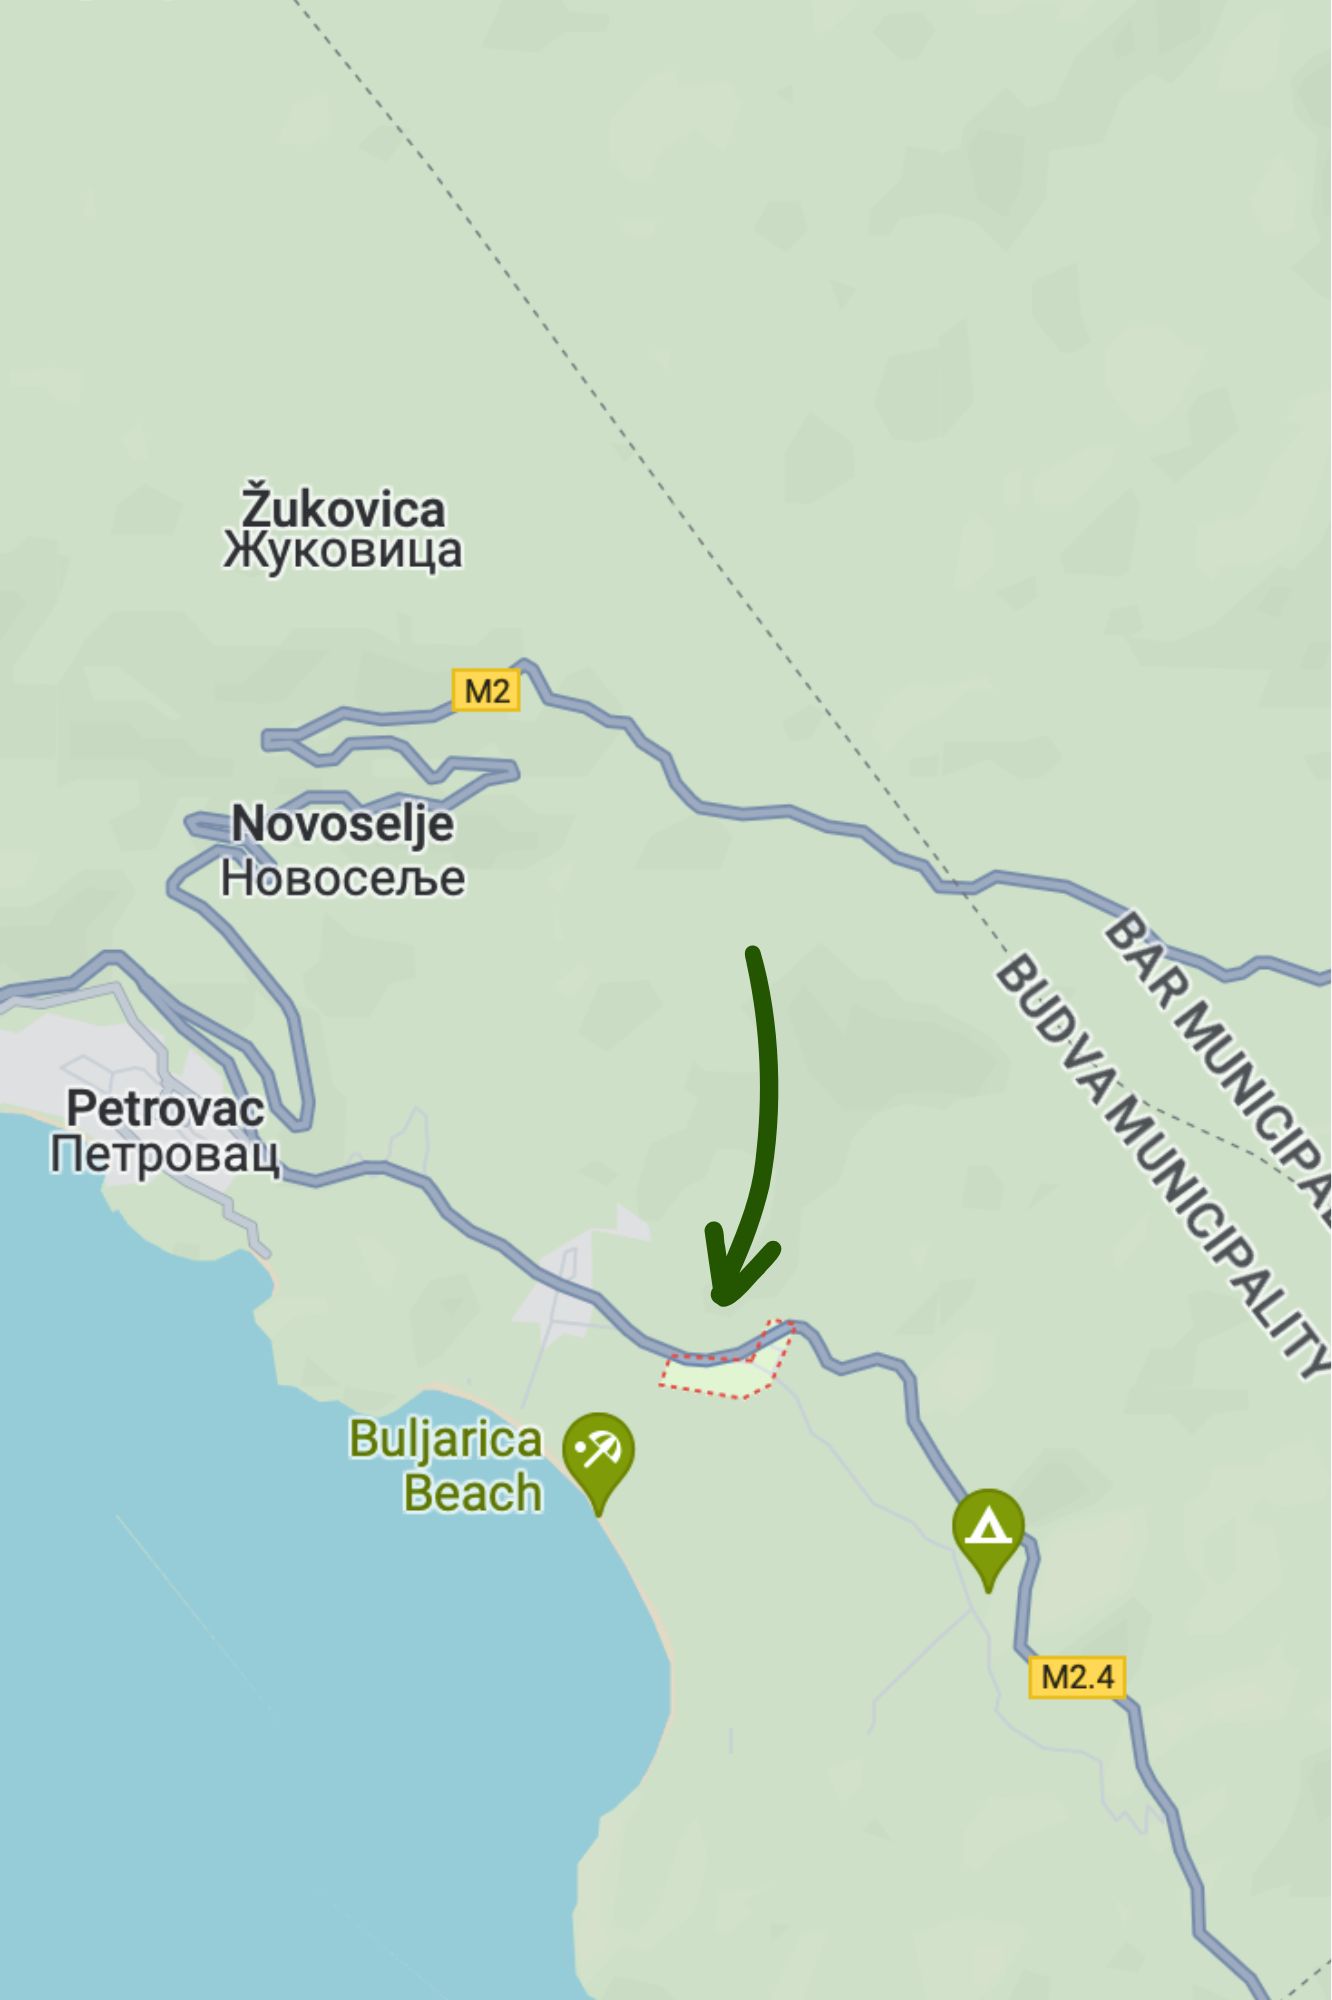 Žukovica
Жуковица
M2
Novoselje
Новосеље
BAR MUNICIPAL
BUDVA MUNICIPALITY
Petrovac
Петровац
Buljarica
Beach
M2.4